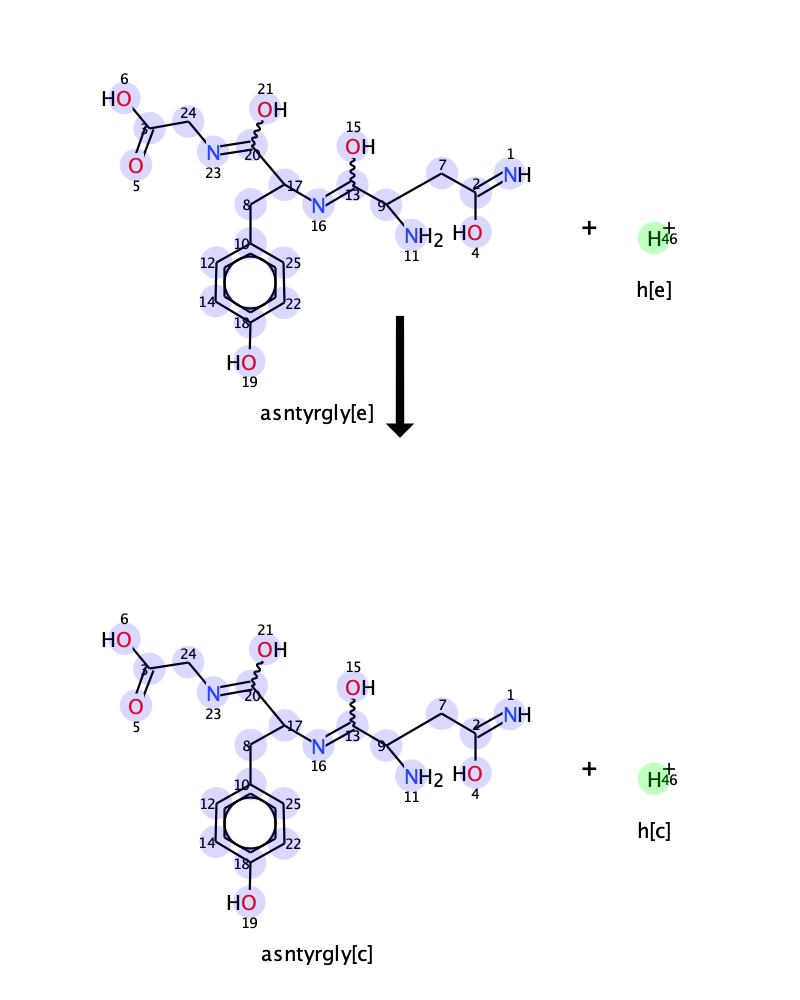 6
HO
21
OH
24
3
5
O
N
23
20
15
OH
17
N
16
13
9
7
2
1
NH
NH2
11
HO
4
8
10
12
25
14
22
18
HO
19
+
H+
46
h[e]
asntyrgly[e]
6
HO
21
OH
24
3
5
O
N
23
20
15
OH
17
N
16
13
9
7
2
1
NH
NH2
11
HO
4
8
10
12
25
14
22
18
HO
19
+
H+
46
h[c]
asntyrgly[c]